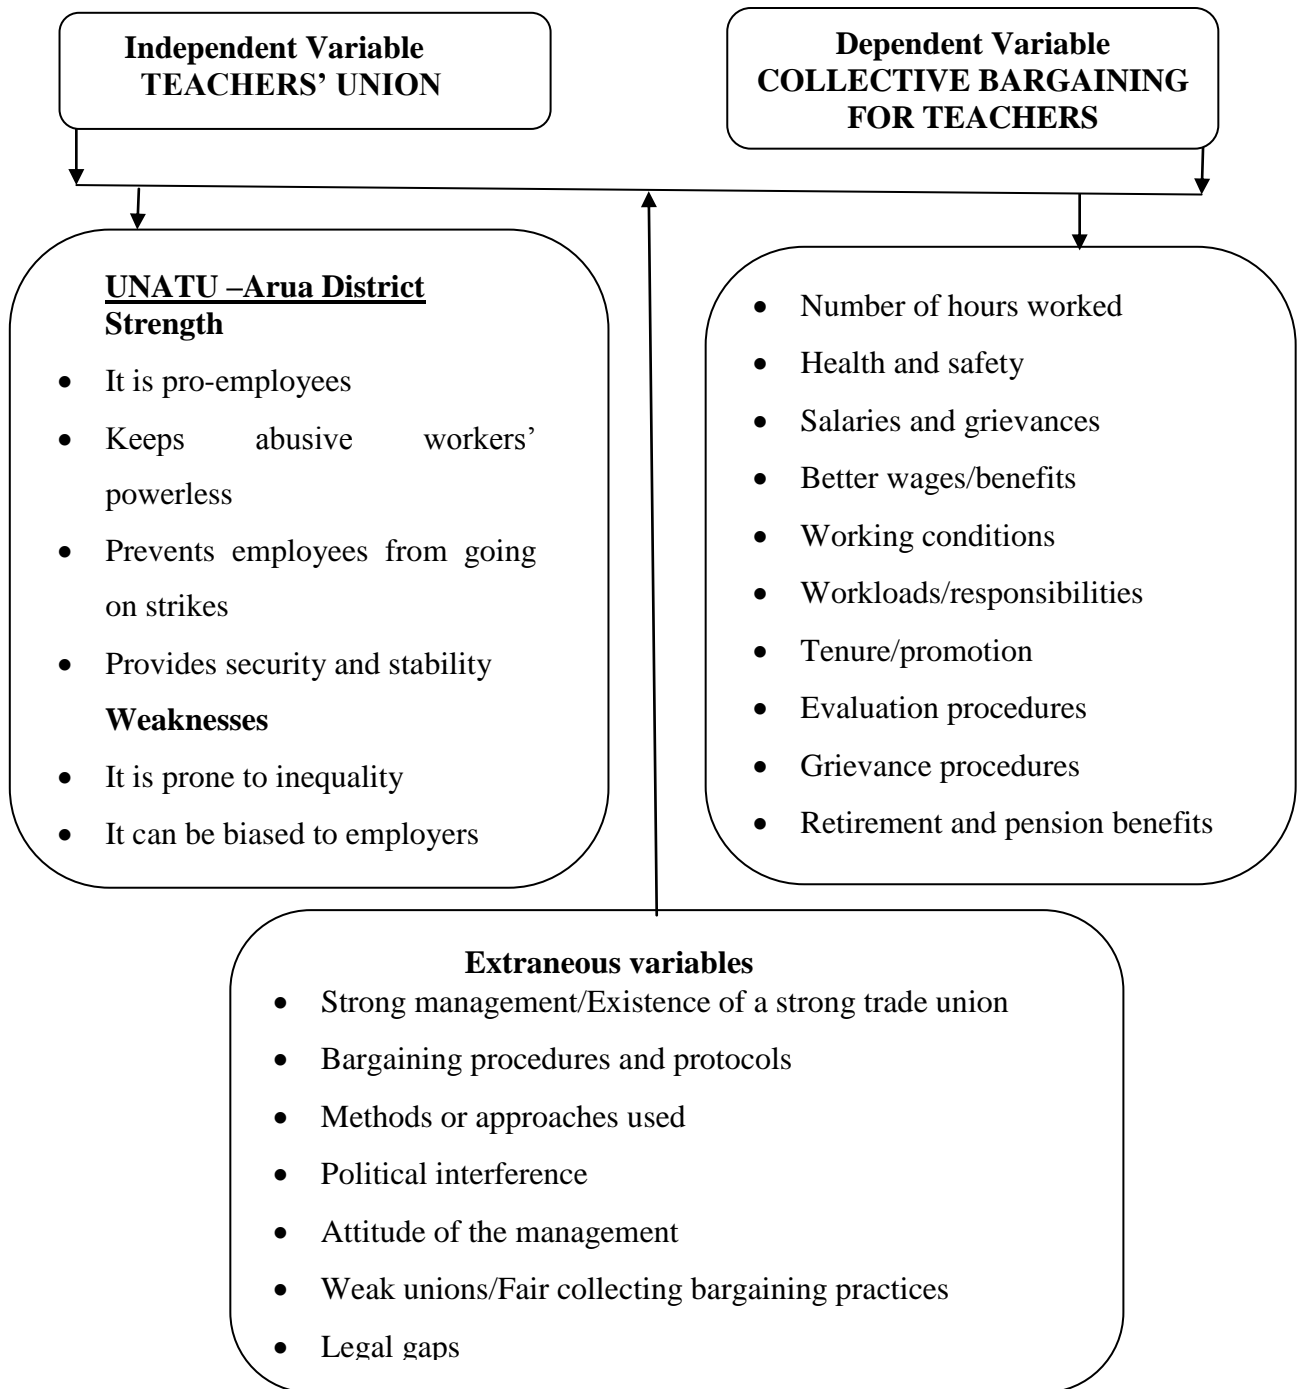 Independent Variable
TEACHERS’ UNION
Dependent Variable
COLLECTIVE BARGAINING
FOR TEACHERS
UNATU –Arua District
Strength
• It is pro-employees
• Keeps abusive workers’
powerless
• Prevents employees from going
on strikes
• Provides security and stability
Weaknesses
• It is prone to inequality
• It can be biased to employers
• Number of hours worked
• Health and safety
• Salaries and grievances
• Better wages/benefits
• Working conditions
• Workloads/responsibilities
• Tenure/promotion
• Evaluation procedures
• Grievance procedures
• Retirement and pension benefits
Extraneous variables
• Strong management/Existence of a strong trade union
• Bargaining procedures and protocols
• Methods or approaches used
• Political interference
• Attitude of the management
• Weak unions/Fair collecting bargaining practices
• Legal gaps